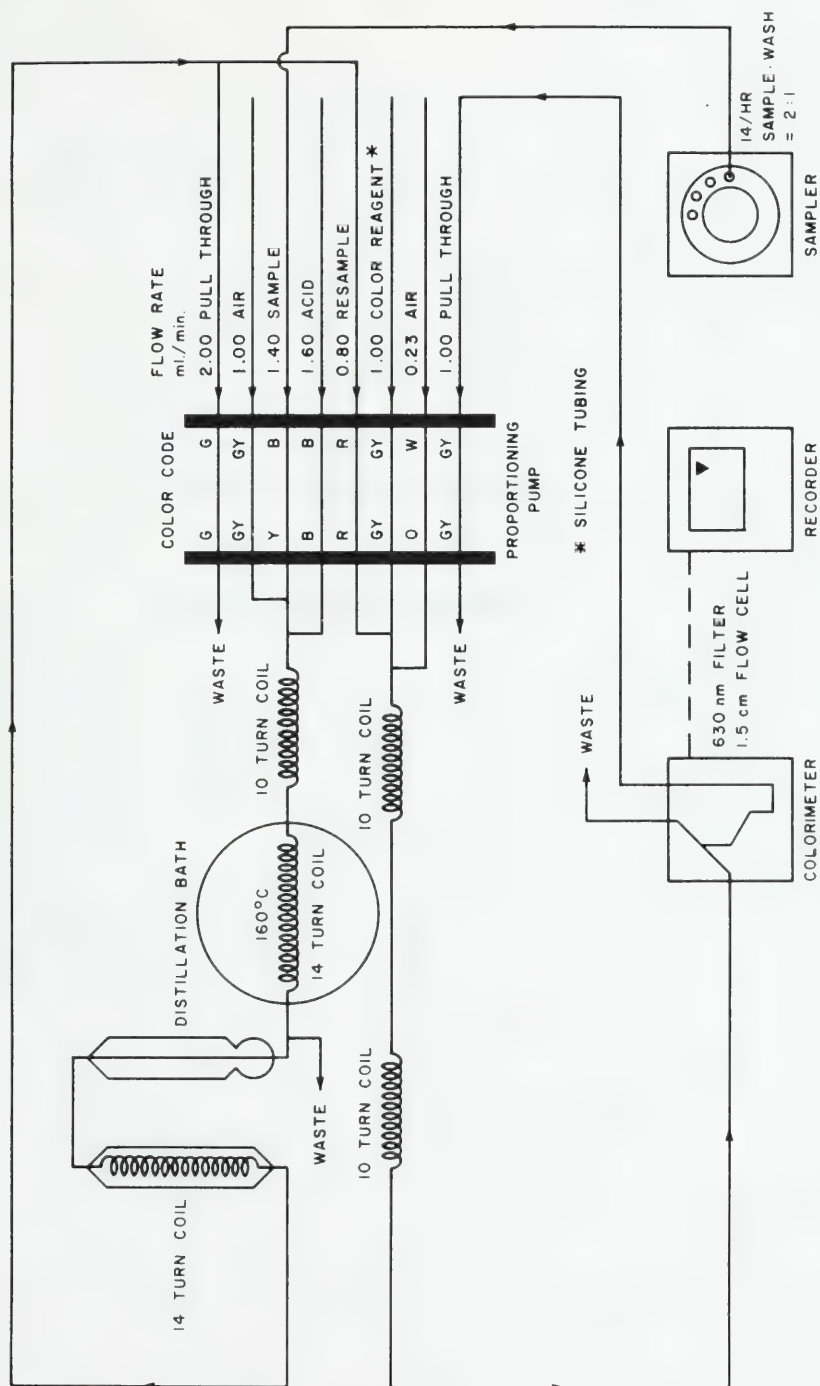 COLOR CODE
FLOW RATE
ml./min.
G G 2.00 PULL THROUGH
GY GY 1.00 AIR
Y B 1.40 SAMPLE
B B 1.60 ACID
R R 0.80 RESAMPLE
GY GY 1.00 COLOR REAGENT *
O W 0.23 AIR
GY GY 1.00 PULL THROUGH
PROPORTIONING
PUMP
WASTE
WASTE
14 TURN COIL
DISTILLATION BATH
160°C
14 TURN COIL
10 TURN COIL
WASTE
10 TURN COIL
10 TURN COIL
* SILICONE TUBING
WASTE
630 nm FILTER
1.5 cm FLOW CELL
14/HR
SAMPLE·WASH
= 2:1
COLORIMETER
RECORDER
SAMPLER